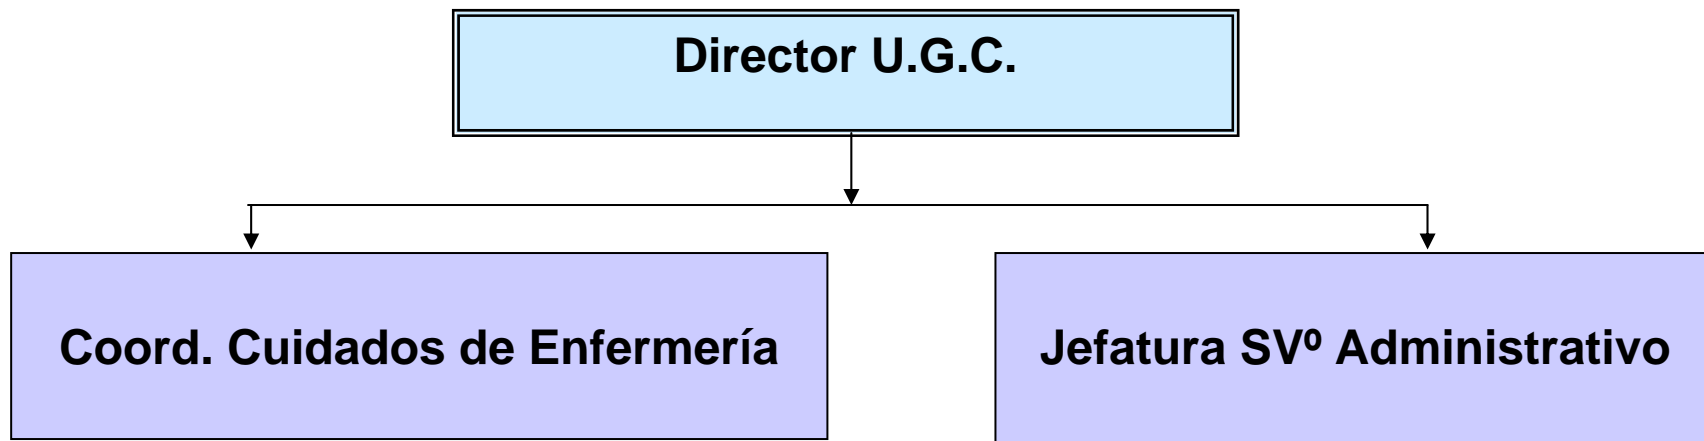 Director U.G.C.
Coord. Cuidados de Enfermería
Jefatura SVº Administrativo